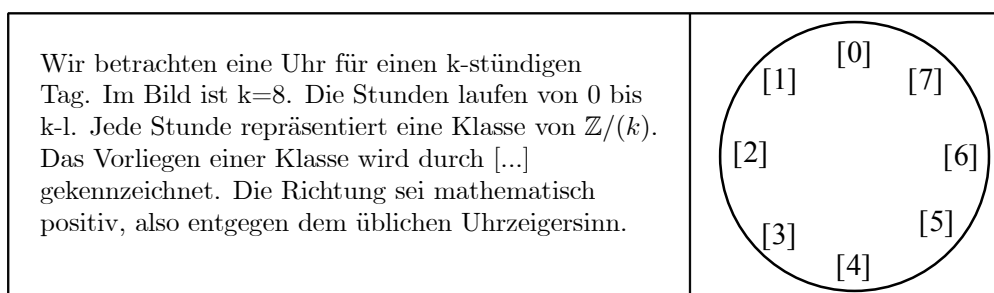 Wir betrachten eine Uhr für einen k-stündigen
Tag. Im Bild ist k=8. Die Stunden laufen von 0 bis
k-l. Jede Stunde repräsentiert eine Klasse von ℤ/(k).
Das Vorliegen einer Klasse wird durch [...]
gekennzeichnet. Die Richtung sei mathematisch
positiv, also entgegen dem üblichen Uhrzeigersinn.
[0]
[1] [7]
[2] [6]
[3] [5]
[4]